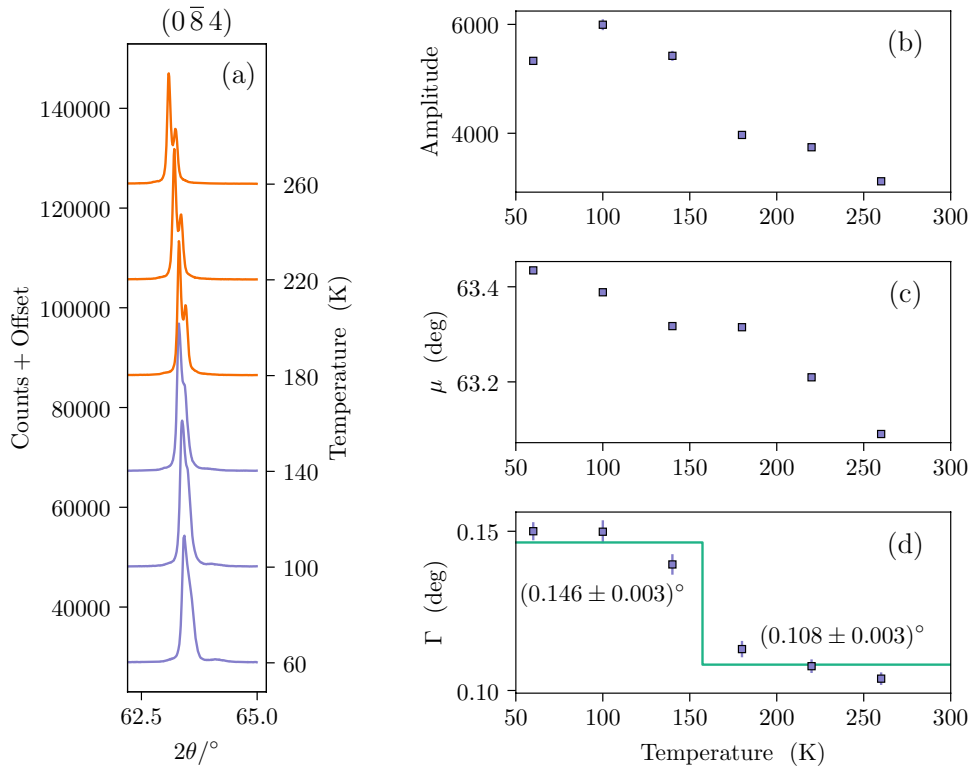 (0 8̅ 4)
(a)
140000
120000
100000
80000
60000
40000
Counts + Offset
260
220
180
140
100
60
Temperature (K)
62.5 65.0
2θ/°
(b)
6000
4000
Amplitude
50 100 150 200 250 300
(c)
63.4
63.2
μ (deg)
50 100 150 200 250 300
(d)
0.15
0.10
Γ (deg)
(0.146 ± 0.003)°
(0.108 ± 0.003)°
50 100 150 200 250 300
Temperature (K)